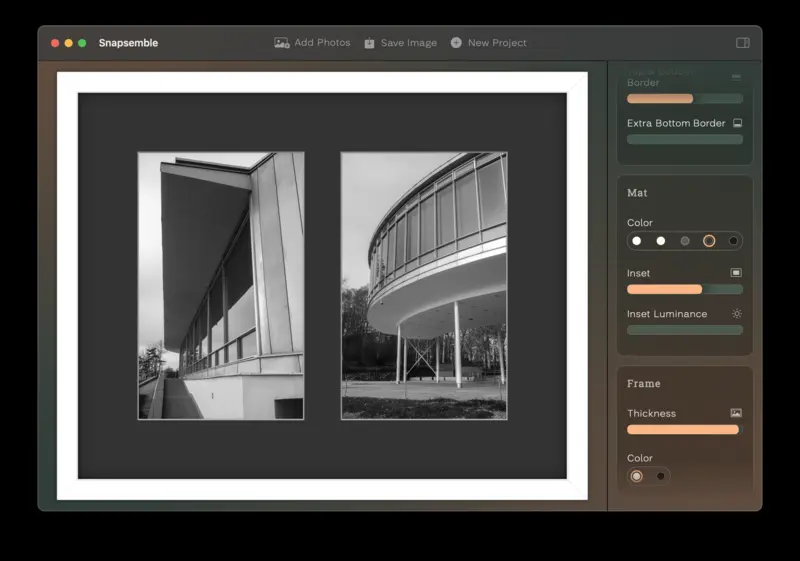 Snapsemble
Add Photos
Save Image
New Project
Border
Extra Bottom Border
Mat
Color
Inset
Inset Luminance
Frame
Thickness
Color